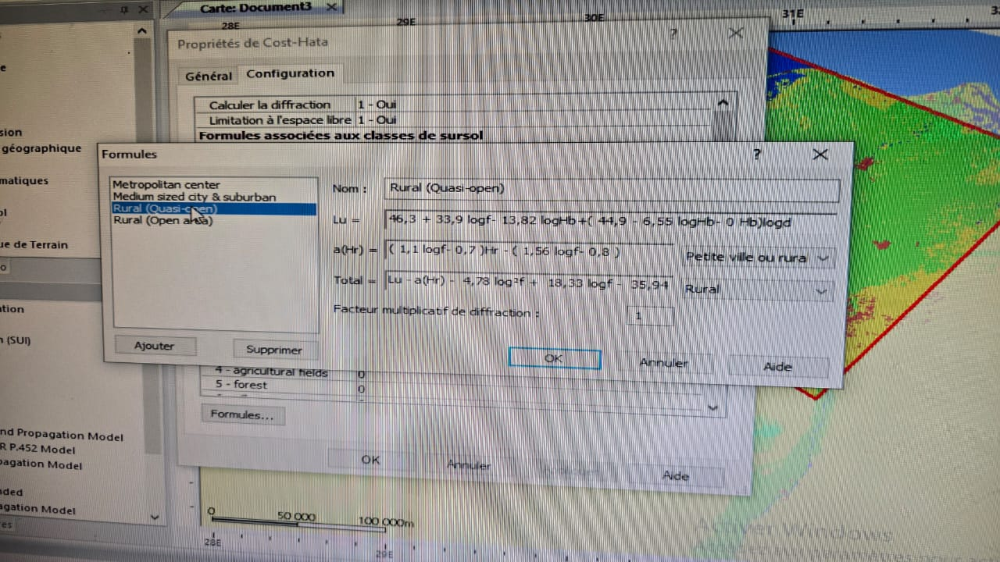 Carte: Document3
28E
29E
30E
31E
Propriétés de Cost-Hata
?
Général
Configuration
Calculer la diffraction 1 - Oui
Limitation à l'espace libre 1 - Oui
Formules associées aux classes de sursol
e
sion
géographique
matiques
ol
ue de Terrain
o
Formules
?
Metropolitan center
Medium sized city & suburban
Rural (Quasi-open)
Rural (Open area)
Nom : Rural (Quasi-open)
Lu = 46,3 + 33,9 logf- 13,82 logHb+( 44,9 - 6,55 logHb- 0 Hb)logd
a(Hr) = ( 1,1 logf- 0,7 )Hr - ( 1,56 logf- 0,8 ) Petite ville ou rura
Total = Lu - a(Hr) - 4,78 log²f + 18,33 logf - 35,94 Rural
Facteur multiplicatif de diffraction : 1
Ajouter
Supprimer
OK
Annuler
Aide
4 - agricultural fields 0
5 - forest 0
Formules...
OK
Annuler
Aide
ation
n (SUI)
nd Propagation Model
R P.452 Model
pagation Model
ded
agation Model
es
0
50 000
100 000m
28E
29E
Activer Windows